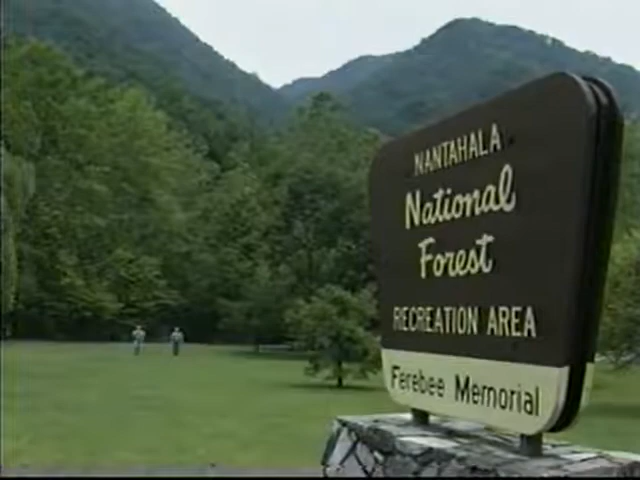 NANTAHALA
National
Forest
RECREATION AREA
Ferebee Memorial